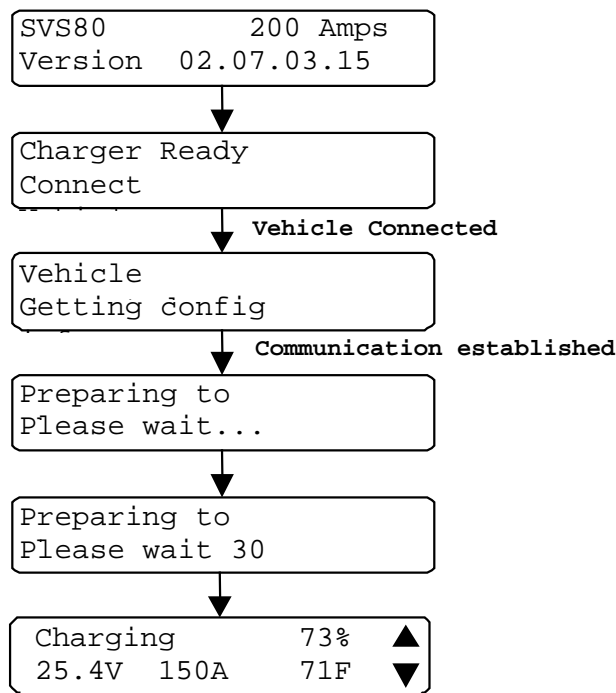 SVS80 200 Amps
Version 02.07.03.15
Charger Ready
Connect
Vehicle Connected
Vehicle
Getting config
Communication established
Preparing to
Please wait...
Preparing to
Please wait 30
Charging 73%
25.4V 150A 71F